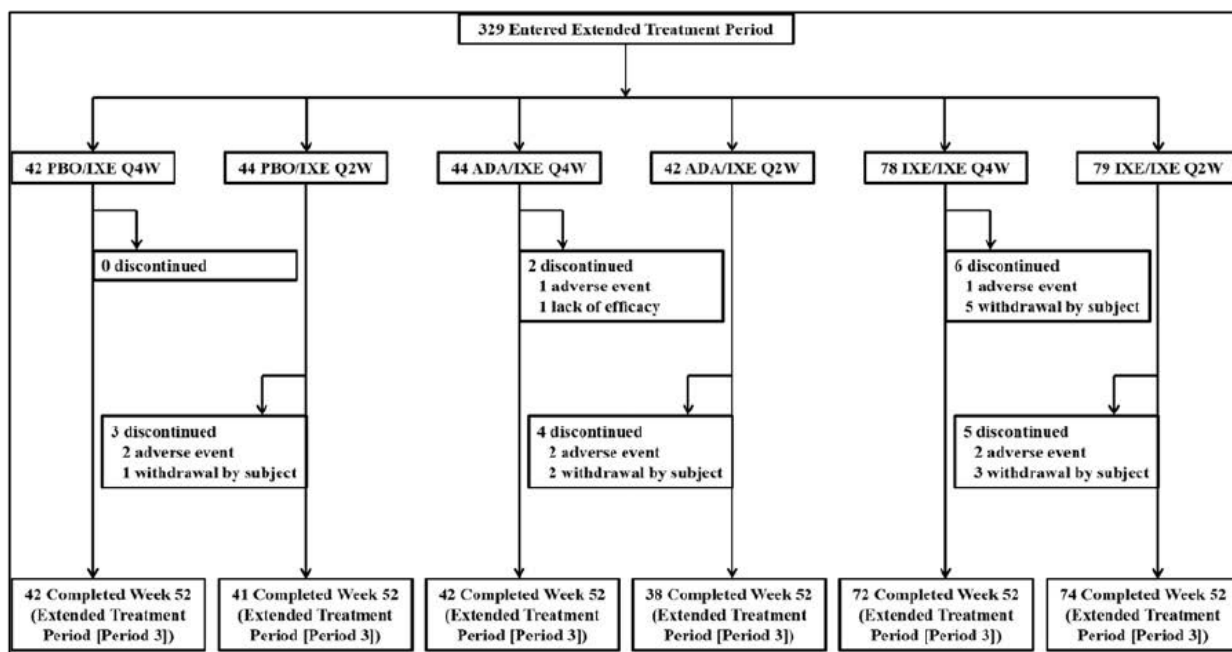 329 Entered Extended Treatment Period
42 PBO/IXE Q4W
44 PBO/IXE Q2W
44 ADA/IXE Q4W
42 ADA/IXE Q2W
78 IXE/IXE Q4W
79 IXE/IXE Q2W
0 discontinued
2 discontinued
1 adverse event
1 lack of efficacy
6 discontinued
1 adverse event
5 withdrawal by subject
3 discontinued
2 adverse event
1 withdrawal by subject
4 discontinued
2 adverse event
2 withdrawal by subject
5 discontinued
2 adverse event
3 withdrawal by subject
42 Completed Week 52
(Extended Treatment
Period [Period 3])
41 Completed Week 52
(Extended Treatment
Period [Period 3])
42 Completed Week 52
(Extended Treatment
Period [Period 3])
38 Completed Week 52
(Extended Treatment
Period [Period 3])
72 Completed Week 52
(Extended Treatment
Period [Period 3])
74 Completed Week 52
(Extended Treatment
Period [Period 3])